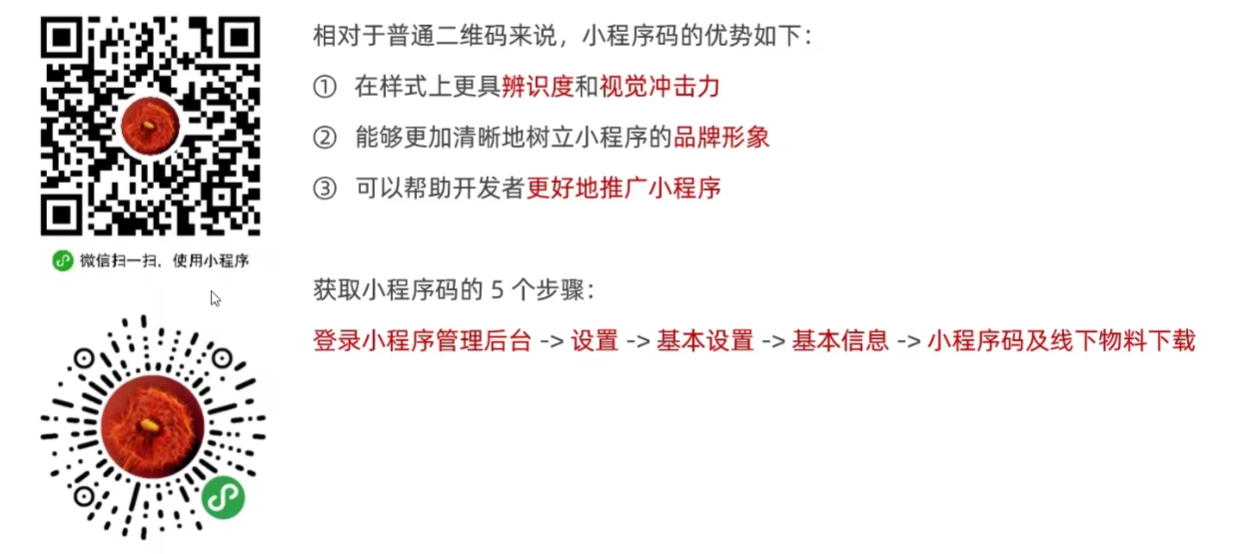 相对于普通二维码来说，小程序码的优势如下：
① 在样式上更具辨识度和视觉冲击力
② 能够更加清晰地树立小程序的品牌形象
③ 可以帮助开发者更好地推广小程序
微信扫一扫，使用小程序
获取小程序码的 5 个步骤：
登录小程序管理后台 -> 设置 -> 基本设置 -> 基本信息 -> 小程序码及线下物料下载